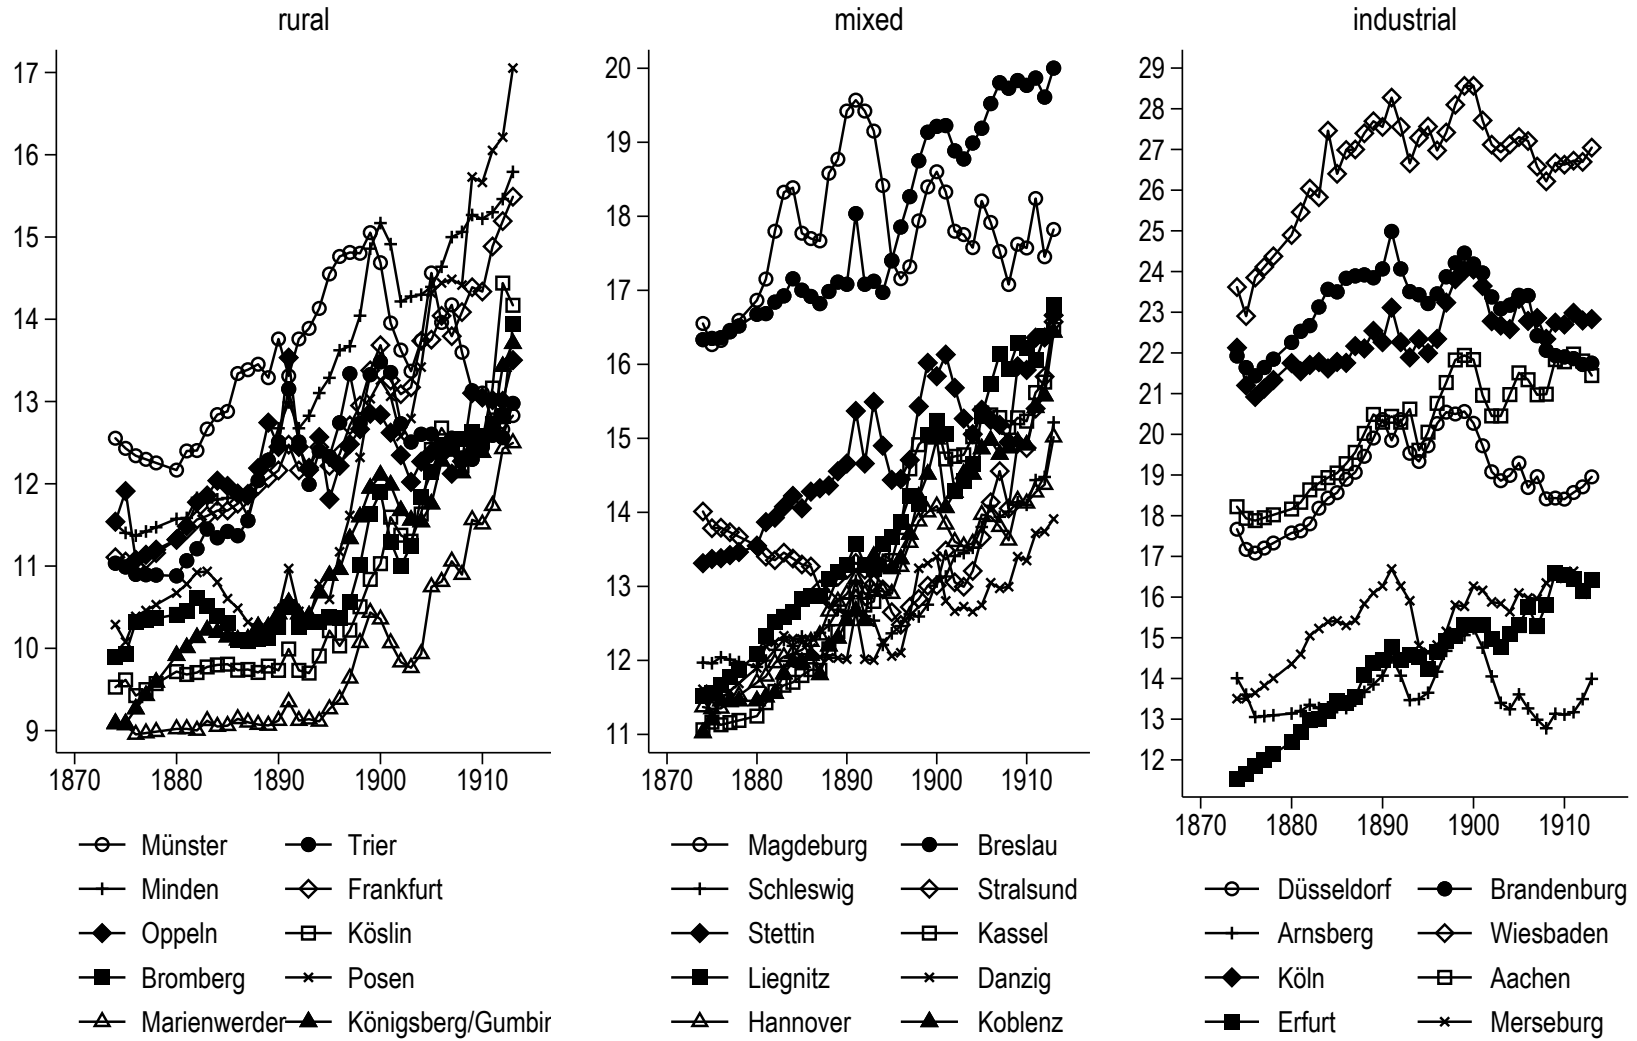 rural
17
16
15
14
13
12
11
10
9
1870 1880 1890 1900 1910
Münster Trier
Minden Frankfurt
Oppeln Köslin
Bromberg Posen
Marienwerder Königsberg/Gumbin
mixed
20
19
18
17
16
15
14
13
12
11
1870 1880 1890 1900 1910
Magdeburg Breslau
Schleswig Stralsund
Stettin Kassel
Liegnitz Danzig
Hannover Koblenz
industrial
29
28
27
26
25
24
23
22
21
20
19
18
17
16
15
14
13
12
1870 1880 1890 1900 1910
Düsseldorf Brandenburg
Arnsberg Wiesbaden
Köln Aachen
Erfurt Merseburg